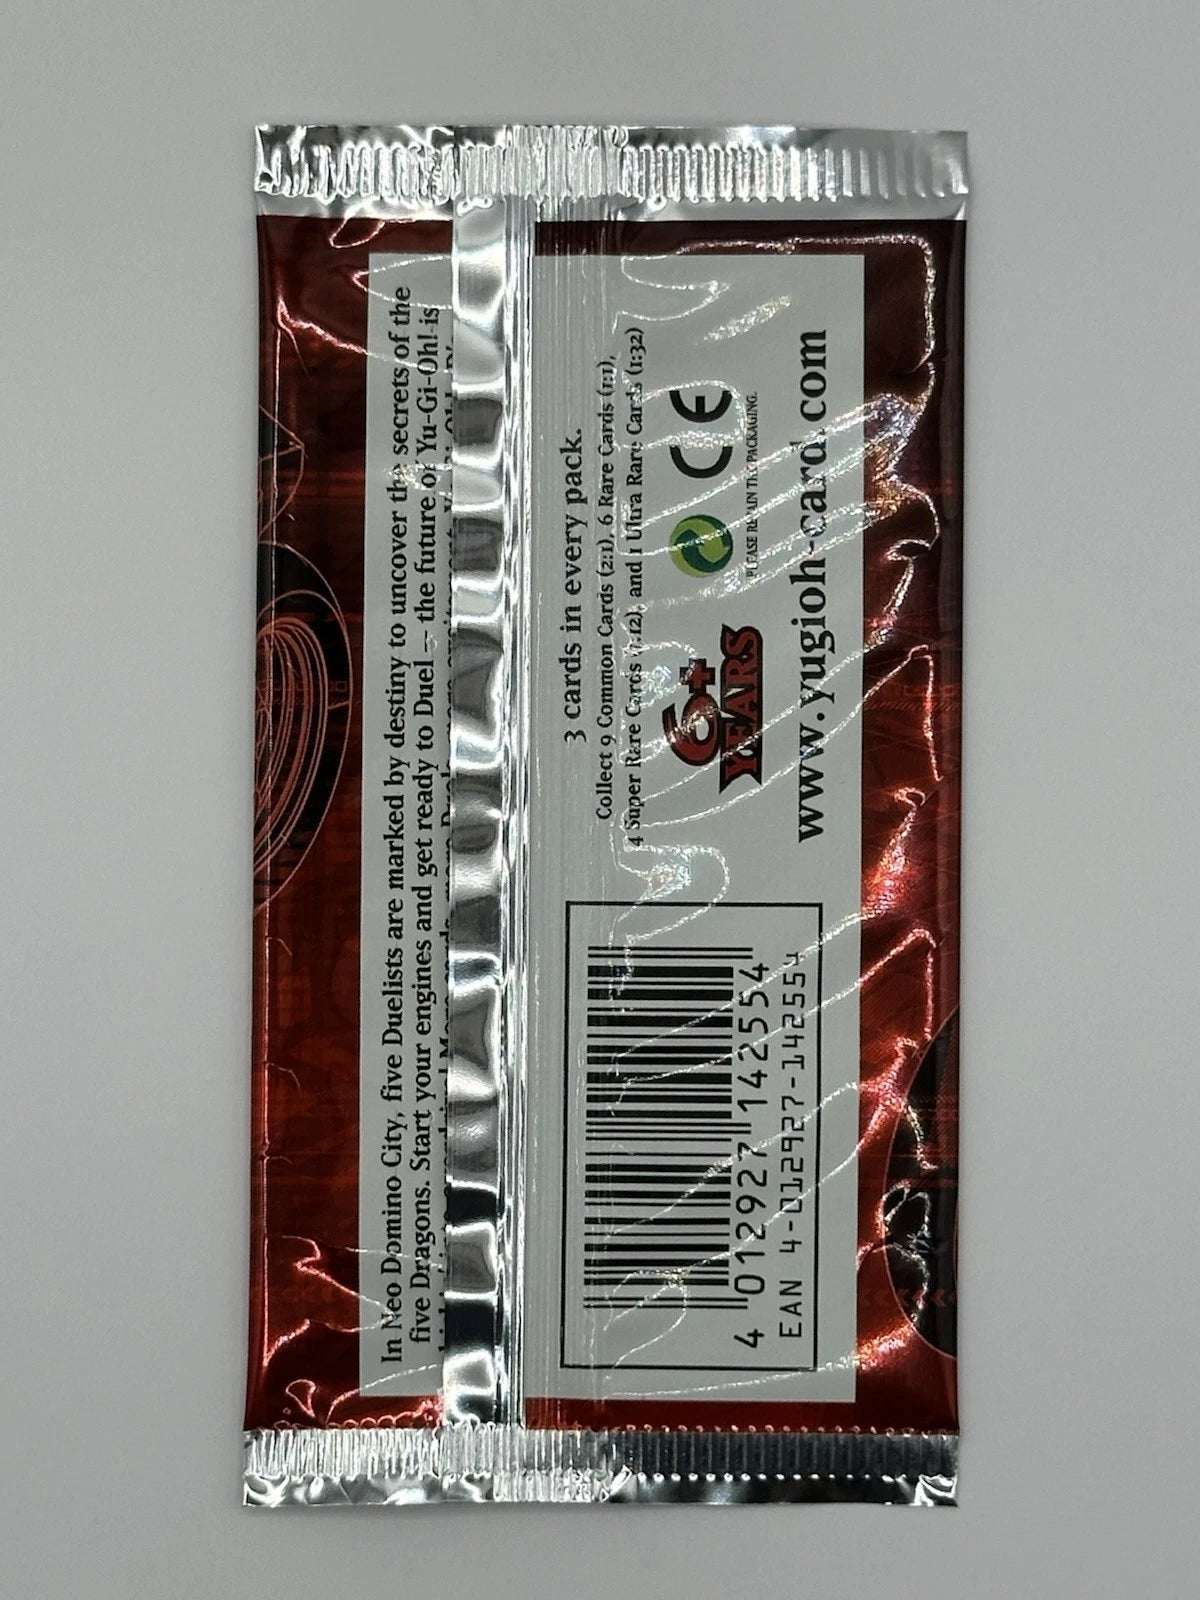 In Neo Domino City, five Duelists are marked by destiny to uncover the secrets of the
five Dragons. Start your engines and get ready to Duel – the future of Yu-Gi-Oh! is
3 cards in every pack.
Collect 9 Common Cards (2:1), 6 Rare Cards (1:1),
4 Super Rare Cards (1:12), and 1 Ultra Rare Cards (1:32)
6+
YEARS
CE
PLEASE RETAIN THIS PACKAGING.
www.yugioh-card.com
4 012927 142554
EAN 4-012927-142554